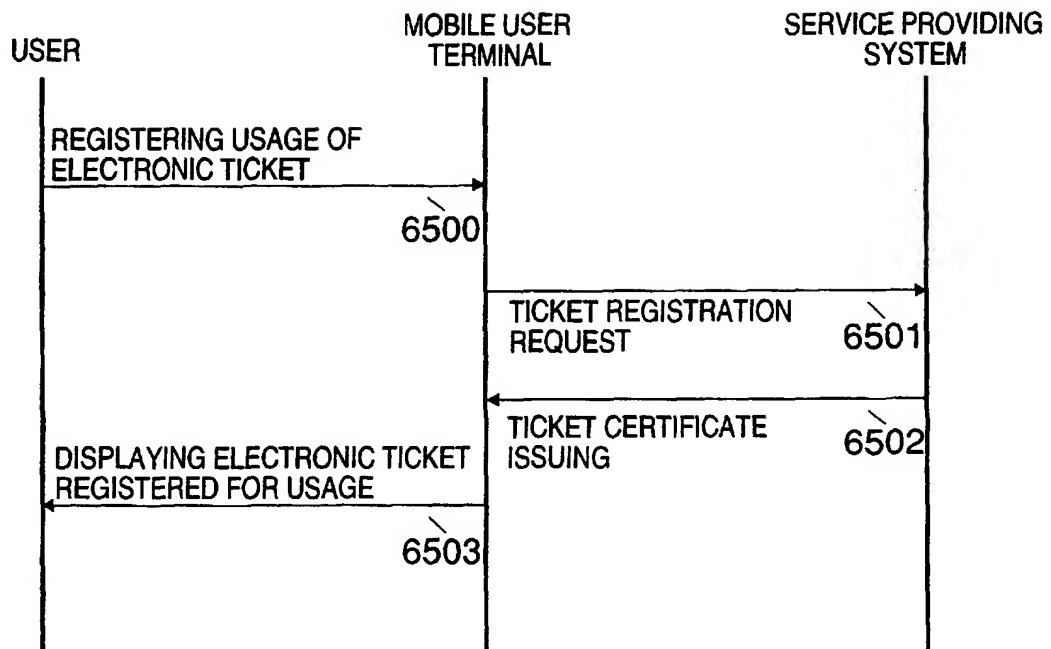 USER
MOBILE USER
TERMINAL
SERVICE PROVIDING
SYSTEM
REGISTERING USAGE OF
ELECTRONIC TICKET
6500
TICKET REGISTRATION
REQUEST
6501
TICKET CERTIFICATE
ISSUING
6502
DISPLAYING ELECTRONIC TICKET
REGISTERED FOR USAGE
6503